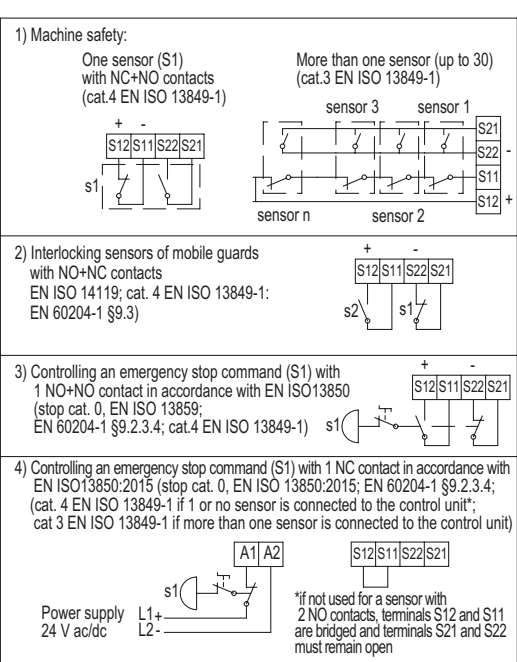 1) Machine safety:
One sensor (S1)
with NC+NO contacts
(cat.4 EN ISO 13849-1)
+ -
S12 S11 S22 S21
s1
More than one sensor (up to 30)
(cat.3 EN ISO 13849-1)
sensor 3 sensor 1
S21
S22 -
S11
S12 +
sensor n sensor 2
2) Interlocking sensors of mobile guards
with NO+NC contacts
EN ISO 14119; cat. 4 EN ISO 13849-1:
EN 60204-1 §9.3)
+ -
S12 S11 S22 S21
s2 s1
3) Controlling an emergency stop command (S1) with
1 NO+NO contact in accordance with EN ISO13850
(stop cat. 0, EN ISO 13859;
EN 60204-1 §9.2.3.4; cat.4 EN ISO 13849-1)
+ -
S12 S11 S22 S21
s1
4) Controlling an emergency stop command (S1) with 1 NC contact in accordance with
EN ISO13850:2015 (stop cat. 0, EN ISO 13850:2015; EN 60204-1 §9.2.3.4;
(cat. 4 EN ISO 13849-1 if 1 or no sensor is connected to the control unit*;
cat 3 EN ISO 13849-1 if more than one sensor is connected to the control unit)
A1 A2
s1
Power supply L1+
24 V ac/dc L2-
S12 S11 S22 S21
*if not used for a sensor with
2 NO contacts, terminals S12 and S11
are bridged and terminals S21 and S22
must remain open